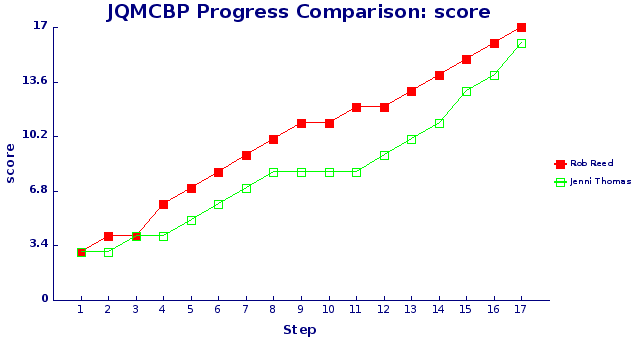 JQMCBP Progress Comparison: score
17
13.6
10.2
6.8
3.4
0
score
1 2 3 4 5 6 7 8 9 10 11 12 13 14 15 16 17
Step
Rob Reed
Jenni Thomas